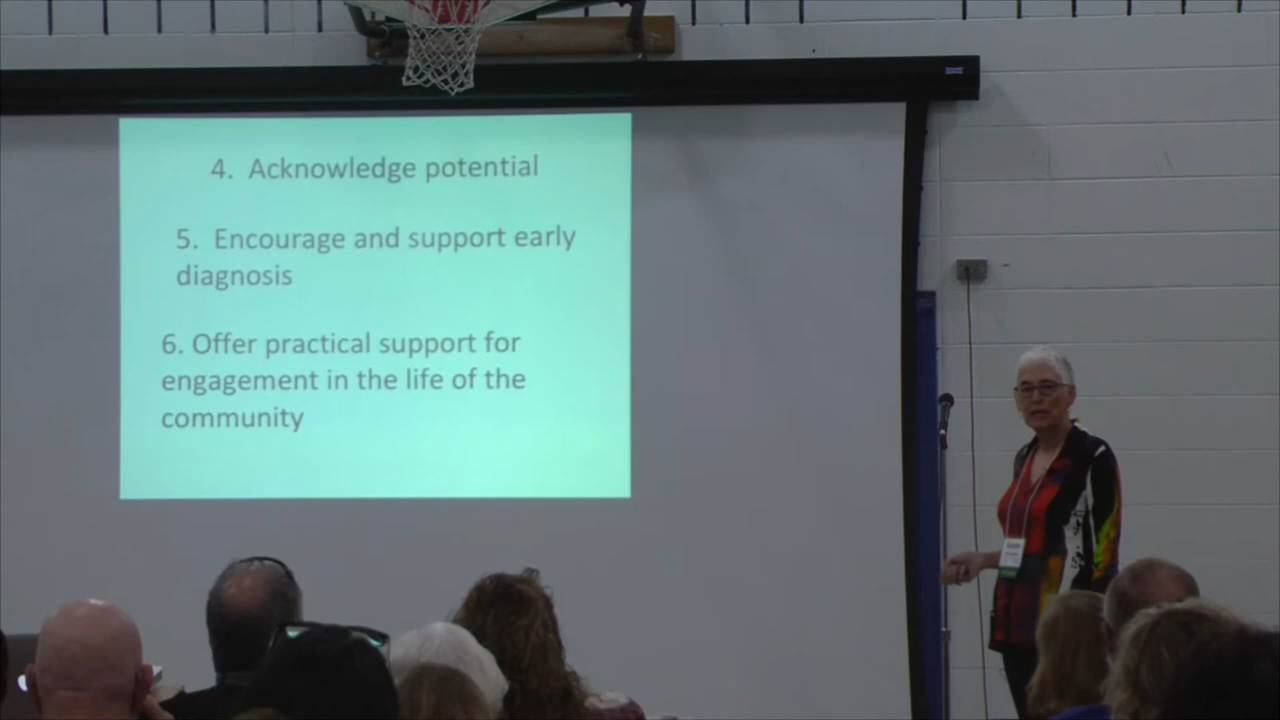 4. Acknowledge potential
5. Encourage and support early
diagnosis
6. Offer practical support for
engagement in the life of the
community